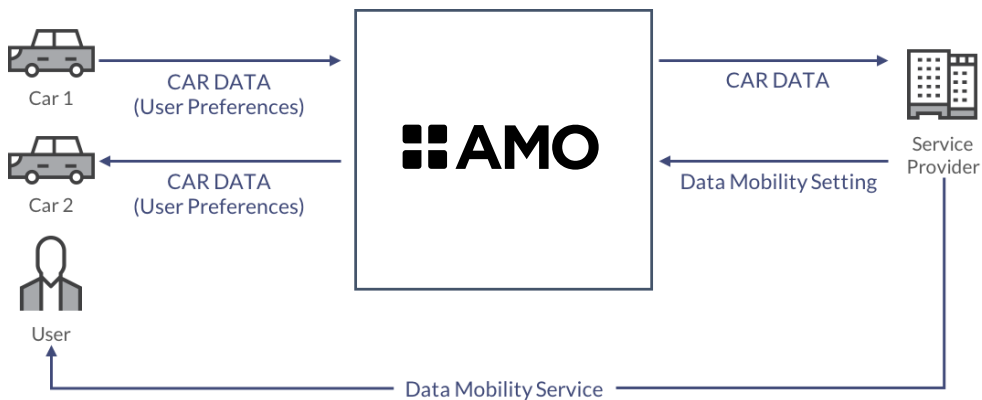 Car 1
CAR DATA
(User Preferences)
CAR DATA
Car 2
CAR DATA
(User Preferences)
AMO
Data Mobility Setting
Service
Provider
User
Data Mobility Service